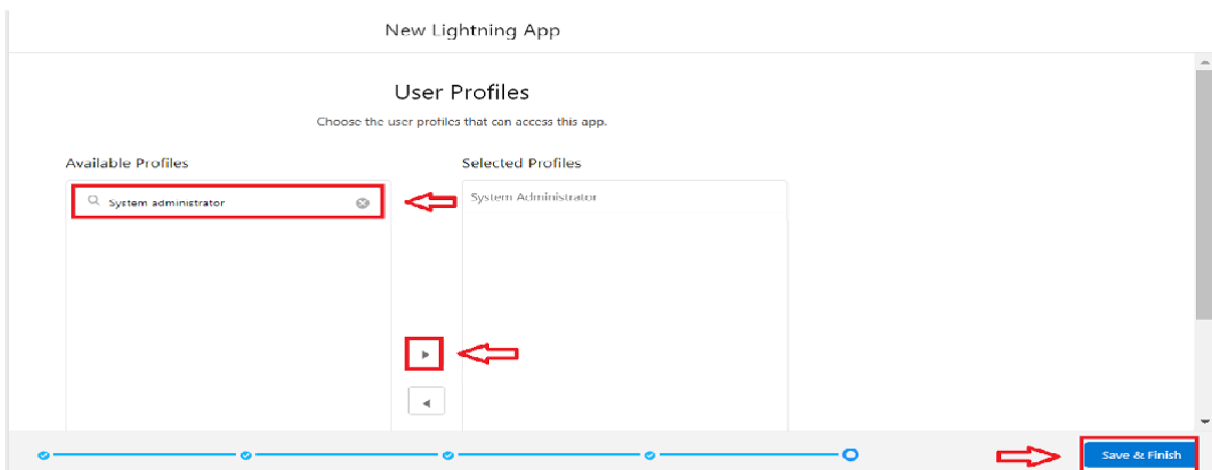 New Lightning App
User Profiles
Choose the user profiles that can access this app.
Available Profiles
Selected Profiles
System administrator
System Administrator
Save & Finish